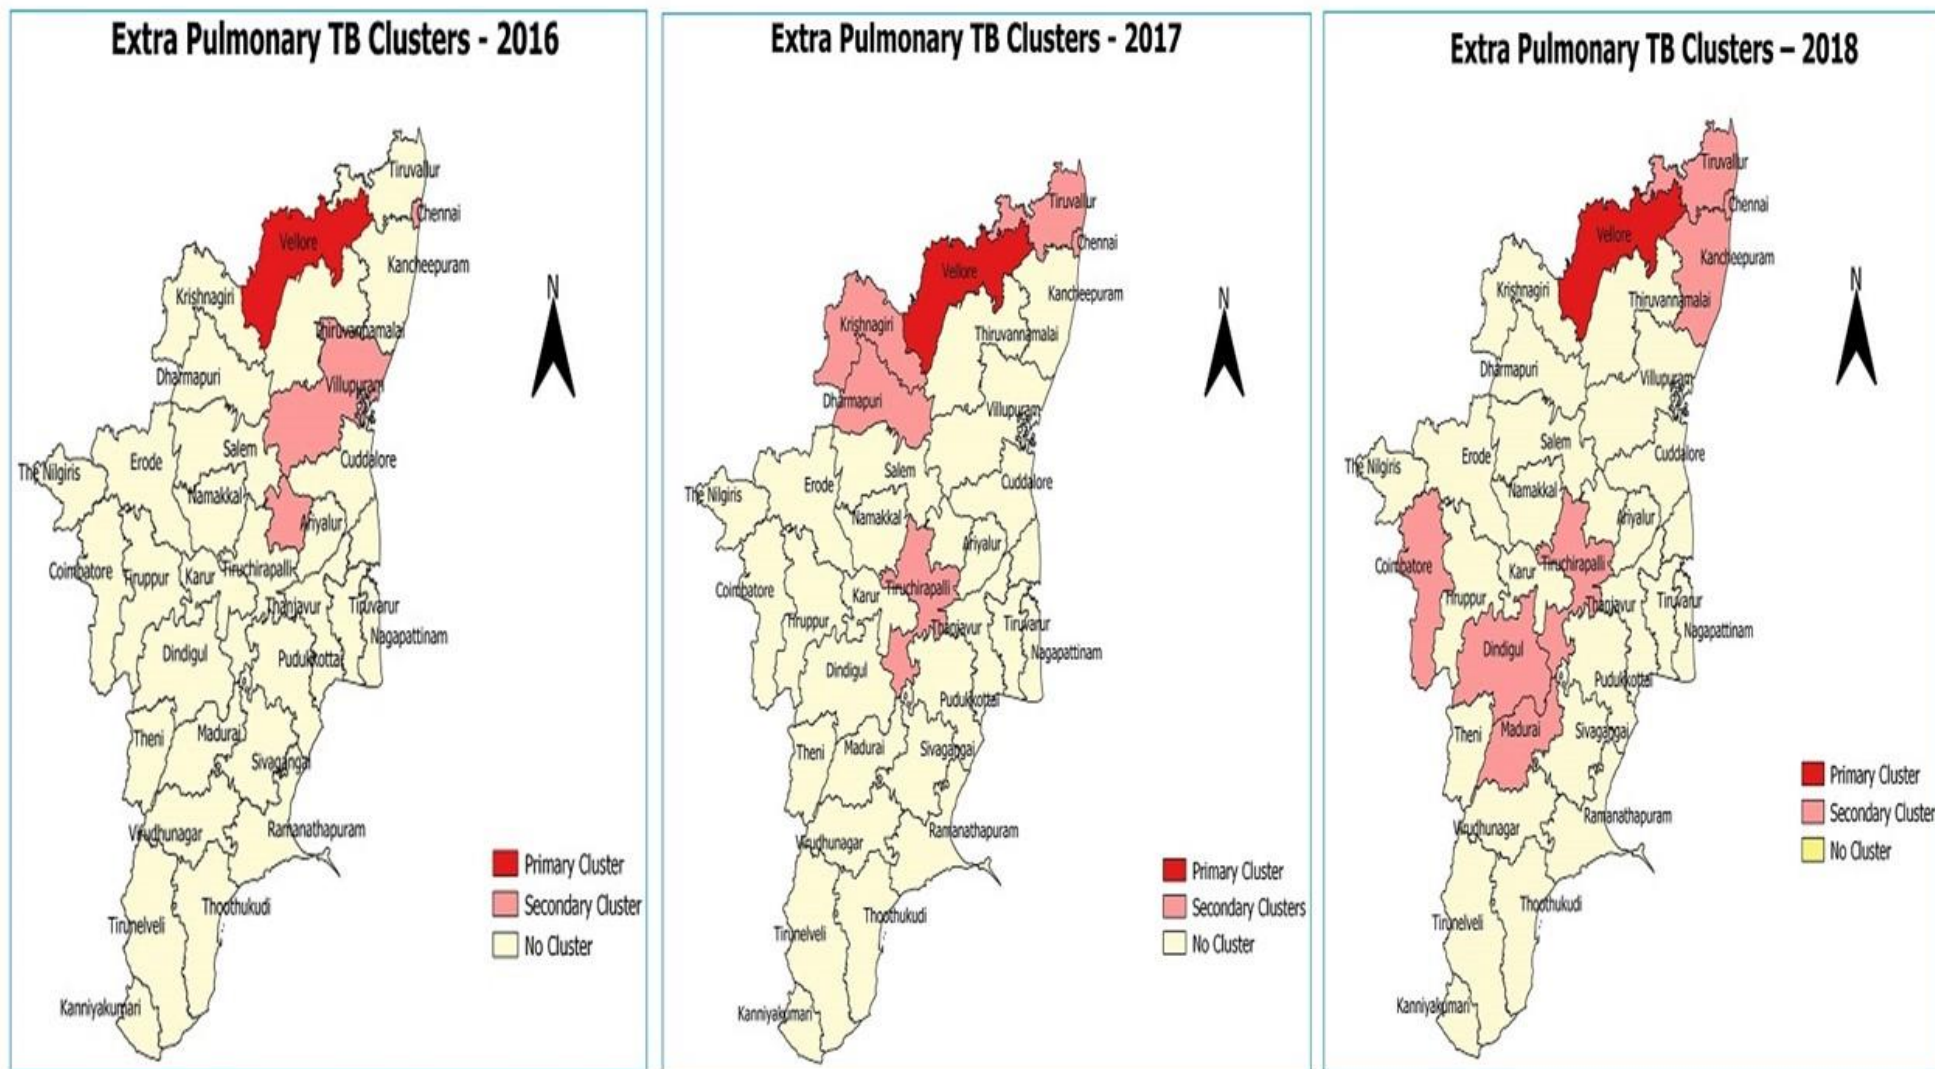 Extra Pulmonary TB Clusters - 2016
Tiruvallur
Chennai
Vellore
Kancheepuram
N
Krishnagiri
Thiruvannamalai
Dharmapuri
Villupuram
Salem
Cuddalore
Erode
The Nilgiris
Namakkal
Ariyalur
Coimbatore
Tiruppur
Karur
Tiruchirapalli
Thanjavur
Tiruvarur
Nagapattinam
Dindigul
Pudukkottai
Theni
Madurai
Sivagangai
Virudhunagar
Ramanathapuram
Primary Cluster
Secondary Cluster
No Cluster
Thoothukudi
Tirunelveli
Kanniyakumari
Extra Pulmonary TB Clusters - 2017
Tiruvallur
Chennai
Vellore
Kancheepuram
N
Krishnagiri
Thiruvannamalai
Dharmapuri
Villupuram
Salem
Cuddalore
Erode
The Nilgiris
Namakkal
Ariyalur
Coimbatore
Tiruppur
Karur
Tiruchirapalli
Thanjavur
Tiruvarur
Nagapattinam
Dindigul
Pudukkottai
Theni
Madurai
Sivagangai
Virudhunagar
Ramanathapuram
Primary Cluster
Secondary Clusters
No Cluster
Thoothukudi
Tirunelveli
Kanniyakumari
Extra Pulmonary TB Clusters – 2018
Tiruvallur
Chennai
Vellore
Kancheepuram
N
Krishnagiri
Thiruvannamalai
Dharmapuri
Villupuram
Salem
Cuddalore
Erode
The Nilgiris
Namakkal
Ariyalur
Coimbatore
Tiruppur
Karur
Tiruchirapalli
Thanjavur
Tiruvarur
Nagapattinam
Dindigul
Pudukkottai
Theni
Madurai
Sivagangai
Virudhunagar
Ramanathapuram
Primary Cluster
Secondary Cluster
No Cluster
Thoothukudi
Tirunelveli
Kanniyakumari